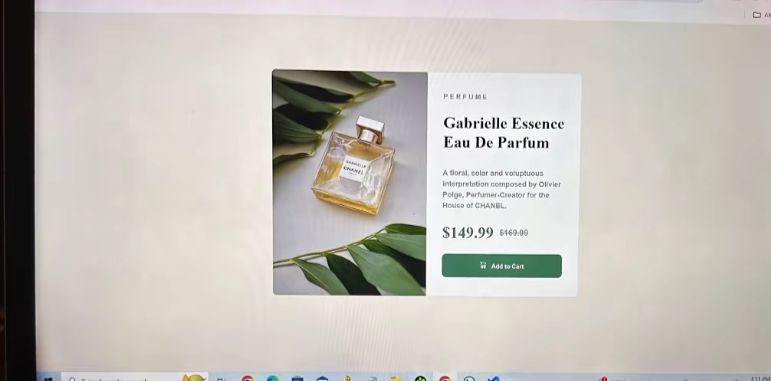 PERFUME
Gabrielle Essence
Eau De Parfum
A floral, solar and voluptuous
interpretation composed by Olivier
Polge, Perfumer-Creator for the
House of CHANEL.
$149.99 $169.99
Add to Cart
GABRIELLE
CHANEL